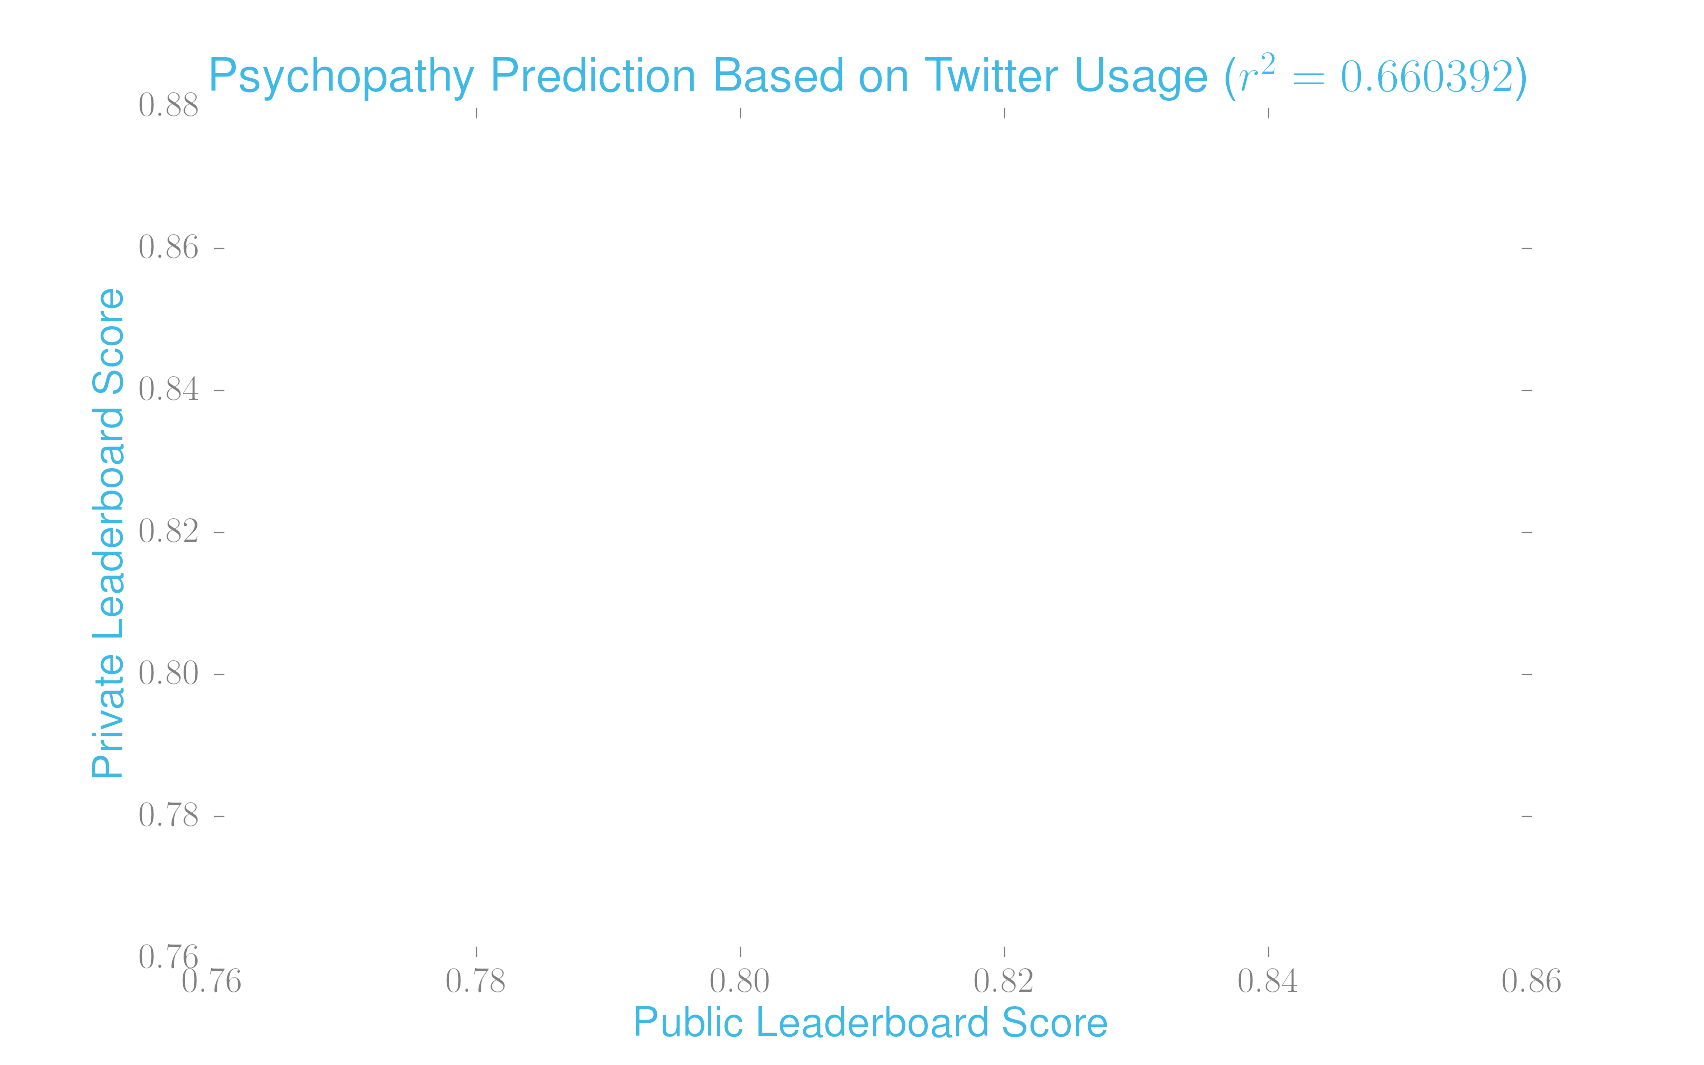 Psychopathy Prediction Based on Twitter Usage (r² = 0.660392)
0.88
0.86
0.84
0.82
0.80
0.78
0.76
Private Leaderboard Score
0.76 0.78 0.80 0.82 0.84 0.86
Public Leaderboard Score